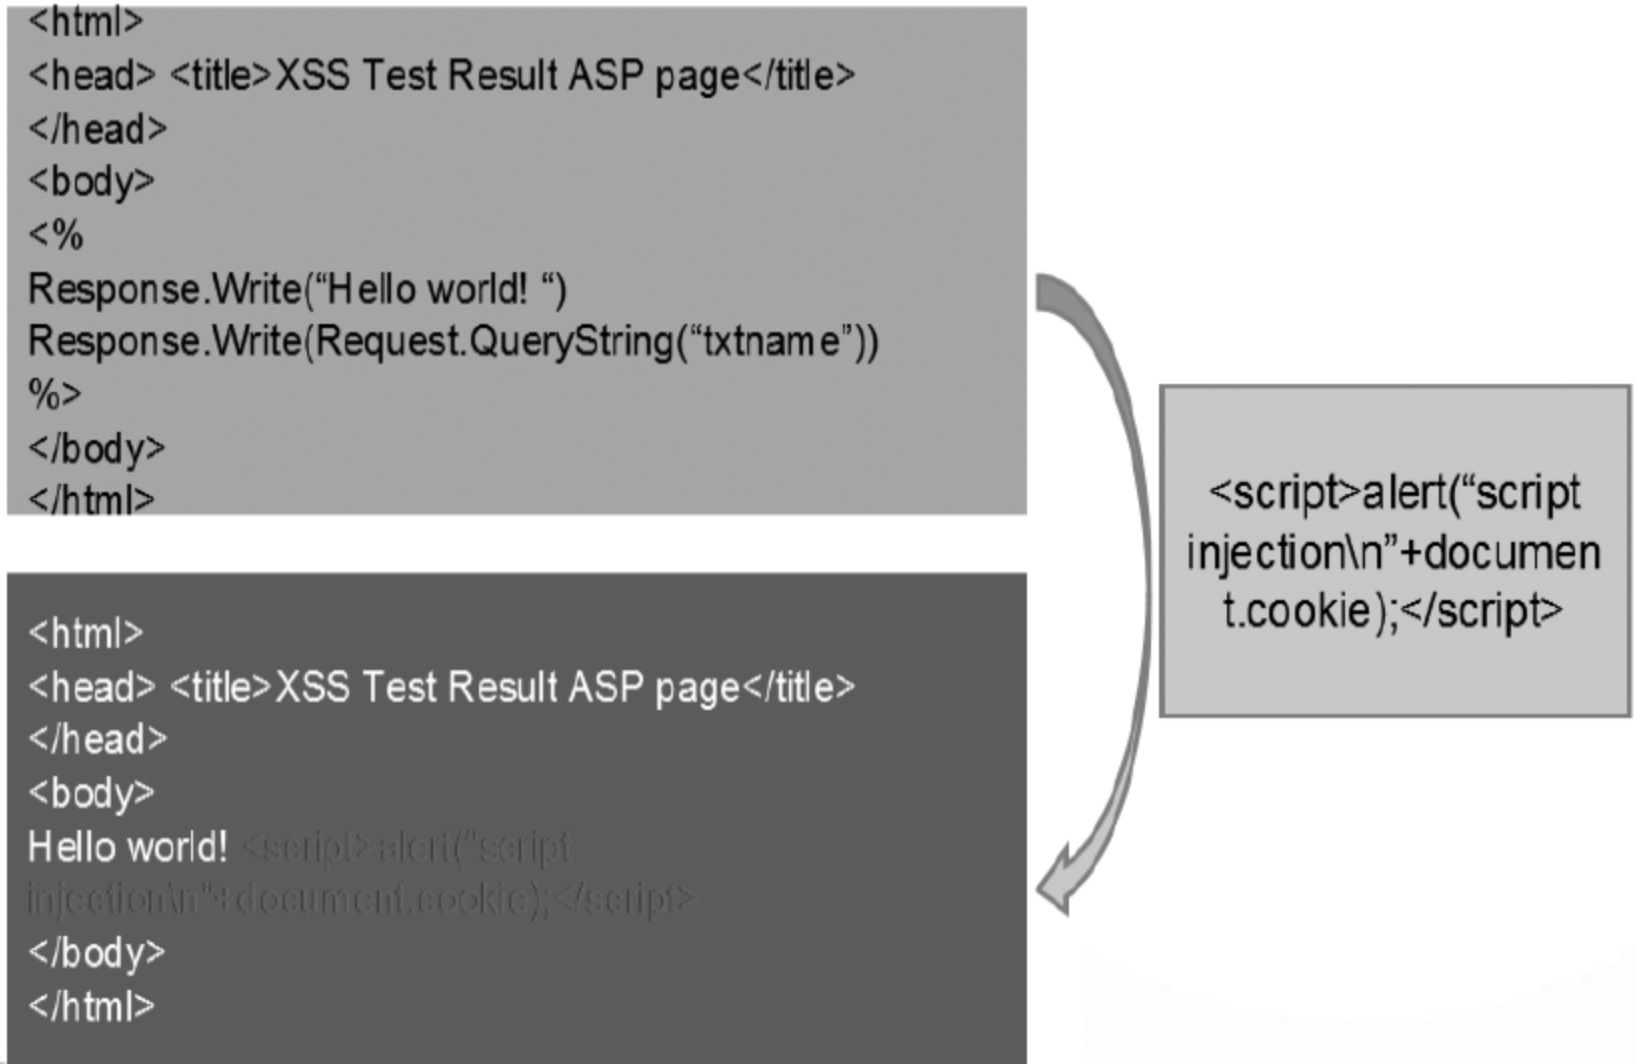 <html>
<head> <title>XSS Test Result ASP page</title>
</head>
<body>
<%
Response.Write(“Hello world! “)
Response.Write(Request.QueryString(“txtname”))
%>
</body>
</html>
<script>alert(“script
injection\n”+documen
t.cookie);</script>
<html>
<head> <title>XSS Test Result ASP page</title>
</head>
<body>
Hello world! <script>alert("script
injection\n"+document.cookie);</script>
</body>
</html>